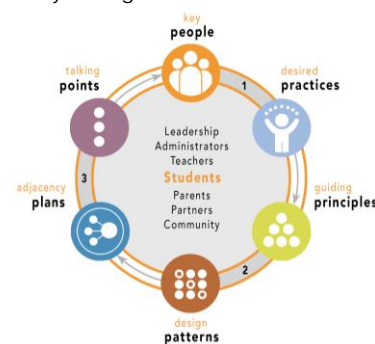 key
people
1
desired
practices
guiding
principles
2
design
patterns
adjacency
plans
3
talking
points
Leadership
Administrators
Teachers
Students
Parents
Partners
Community